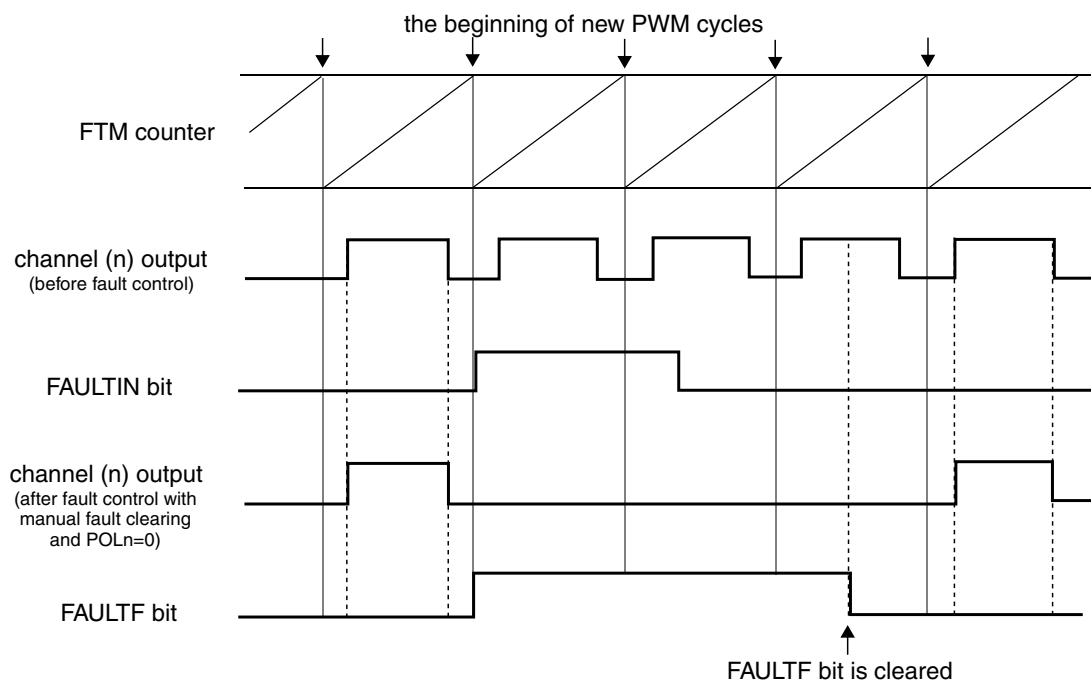 the beginning of new PWM cycles
FTM counter
channel (n) output
(before fault control)
FAULTIN bit
channel (n) output
(after fault control with
manual fault clearing
and POLn=0)
FAULTF bit
FAULTF bit is cleared